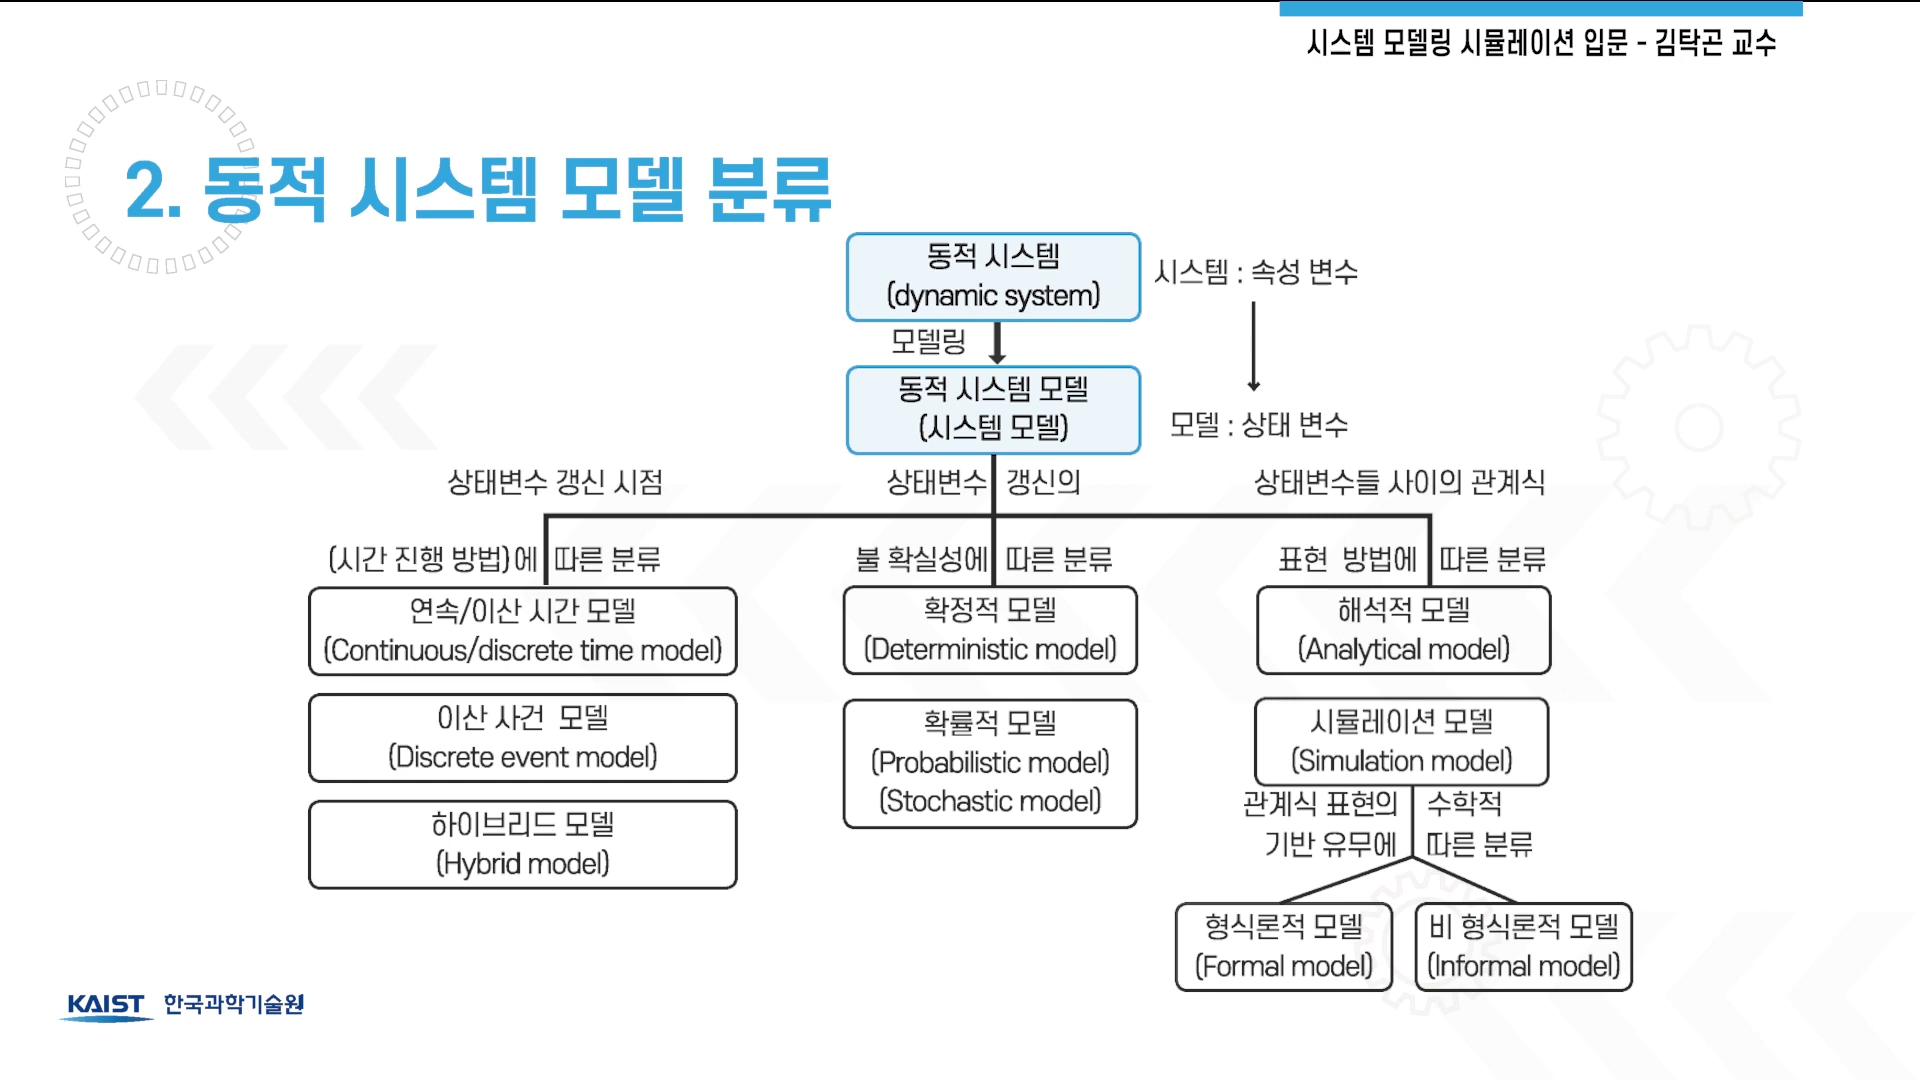 시스템 모델링 시뮬레이션 입문 - 김탁곤 교수
2. 동적 시스템 모델 분류
동적 시스템
(dynamic system)
시스템 : 속성 변수
모델링
동적 시스템 모델
(시스템 모델)
모델 : 상태 변수
상태변수 갱신 시점
(시간 진행 방법)에 따른 분류
상태변수 갱신의
불 확실성에 따른 분류
상태변수들 사이의 관계식
표현 방법에 따른 분류
연속/이산 시간 모델
(Continuous/discrete time model)
이산 사건 모델
(Discrete event model)
하이브리드 모델
(Hybrid model)
확정적 모델
(Deterministic model)
확률적 모델
(Probabilistic model)
(Stochastic model)
해석적 모델
(Analytical model)
시뮬레이션 모델
(Simulation model)
관계식 표현의 수학적
기반 유무에 따른 분류
형식론적 모델
(Formal model)
비 형식론적 모델
(Informal model)
KAIST 한국과학기술원